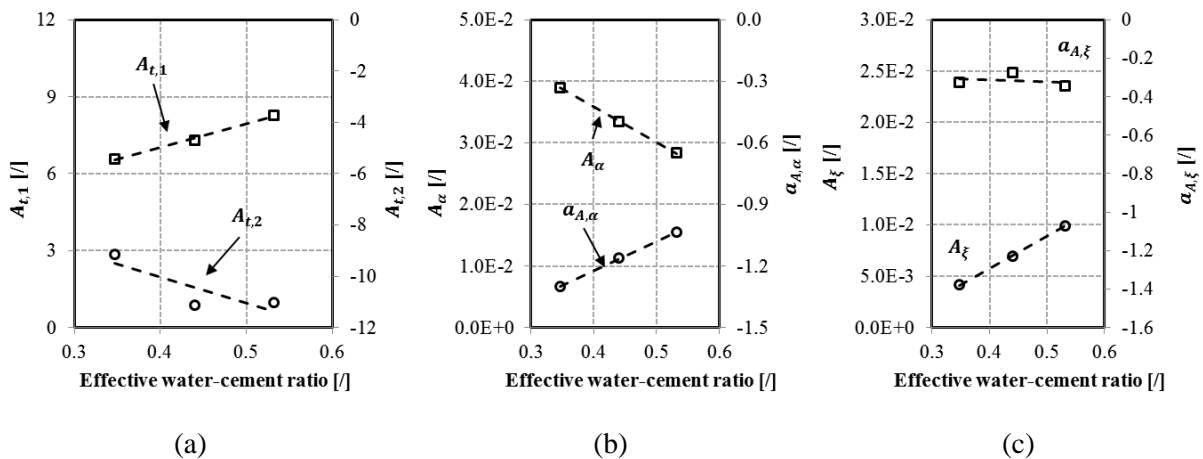 12
9
6
3
0
0
-2
-4
-6
-8
-10
-12
0.3 0.4 0.5 0.6
A_{t,1} [/]
A_{t,2} [/]
A_{t,1}
A_{t,2}
Effective water-cement ratio [/]
(a)
5.0E-2
4.0E-2
3.0E-2
2.0E-2
1.0E-2
0.0E+0
0.0
-0.3
-0.6
-0.9
-1.2
-1.5
0.3 0.4 0.5 0.6
A_α [/]
a_{A,α} [/]
A_α
a_{A,α}
Effective water-cement ratio [/]
(b)
3.0E-2
2.5E-2
2.0E-2
1.5E-2
1.0E-2
5.0E-3
0.0E+0
0
-0.2
-0.4
-0.6
-0.8
-1
-1.2
-1.4
-1.6
0.3 0.4 0.5 0.6
A_ξ [/]
a_{A,ξ} [/]
a_{A,ξ}
A_ξ
Effective water-cement ratio [/]
(c)